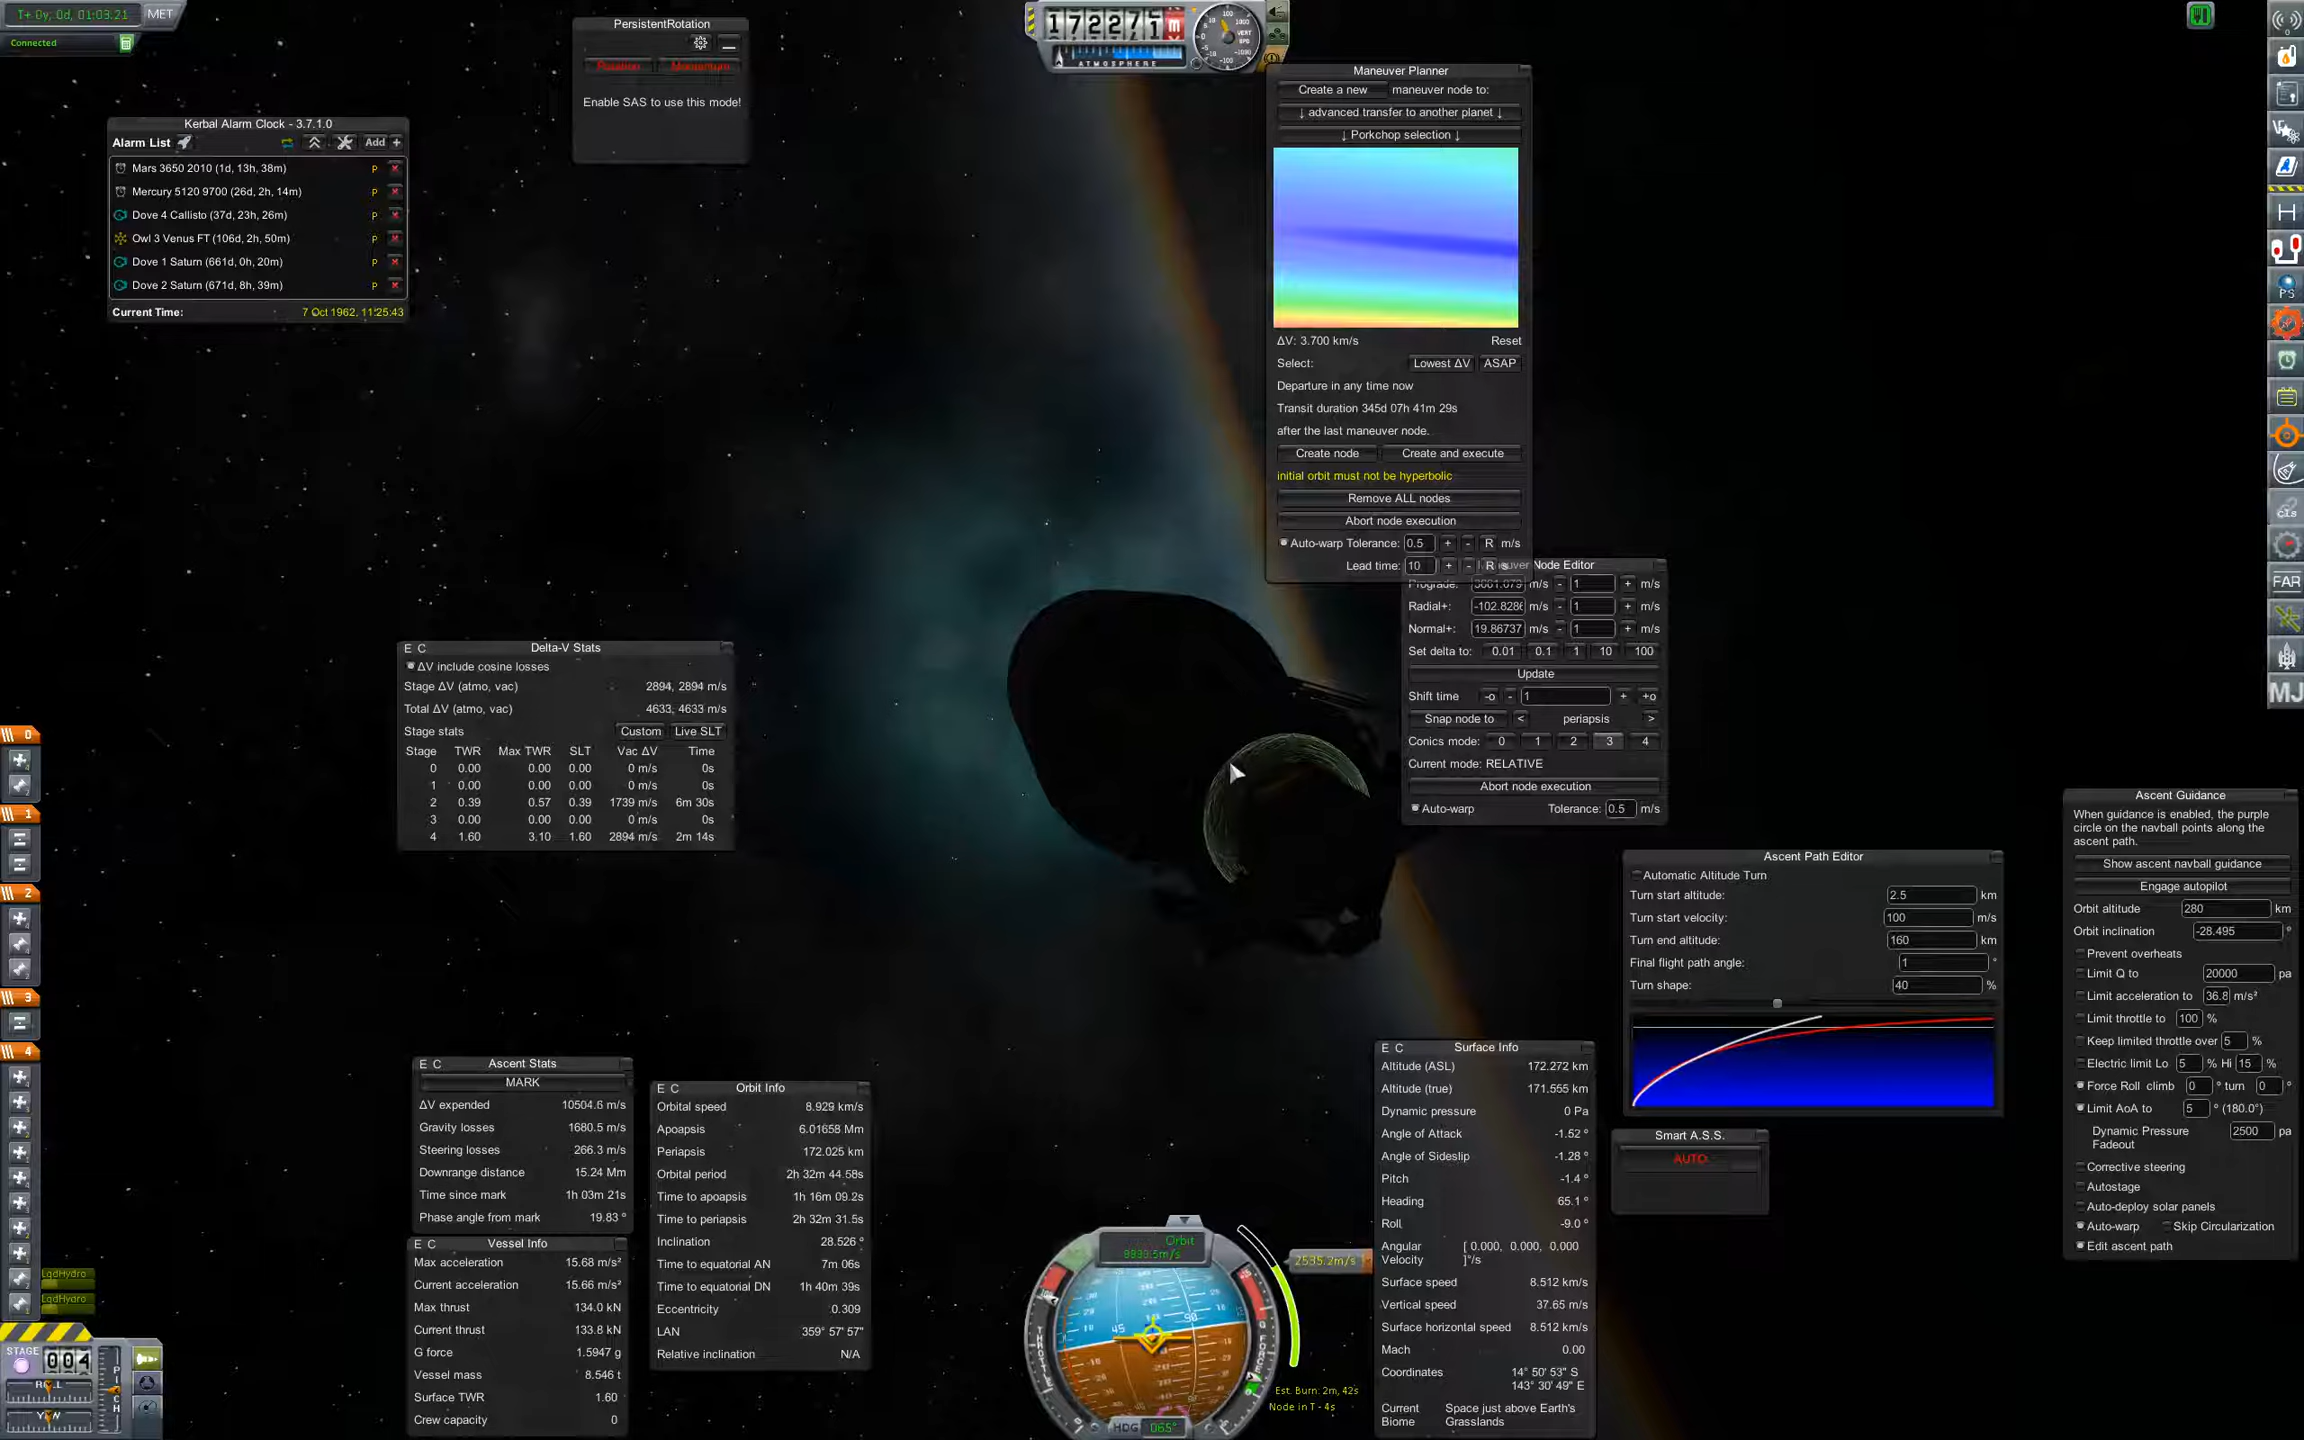 T+ 0y, 0d, 01:03:21 MET
Connected
PersistentRotation
Rotation Momentum
Enable SAS to use this mode!
Kerbal Alarm Clock - 3.7.1.0
Alarm List Add +
Mars 3650 2010 (1d, 13h, 38m) P
Mercury 5120 9700 (26d, 2h, 14m) P
Dove 4 Callisto (37d, 23h, 26m) P
Owl 3 Venus FT (106d, 2h, 50m) P
Dove 1 Saturn (661d, 0h, 20m) P
Dove 2 Saturn (671d, 8h, 39m) P
Current Time: 7 Oct 1962, 11:25:43
172271 m
ATMOSPHERE
Maneuver Planner
Create a new maneuver node to:
↓ advanced transfer to another planet ↓
↓ Porkchop selection ↓
ΔV: 3.700 km/s Reset
Select: Lowest ΔV ASAP
Departure in any time now
Transit duration 345d 07h 41m 29s
after the last maneuver node.
Create node Create and execute
initial orbit must not be hyperbolic
Remove ALL nodes
Abort node execution
Auto-warp Tolerance: 0.5 + - R m/s
Lead time: 10 + - R s
Node Editor
Prograde: m/s - 1 + m/s
Radial+: -102.828 m/s - 1 + m/s
Normal+: 19.86737 m/s - 1 + m/s
Set delta to: 0.01 0.1 1 10 100
Update
Shift time -o - 1 + +o
Snap node to < periapsis >
Conics mode: 0 1 2 3 4
Current mode: RELATIVE
Abort node execution
Auto-warp Tolerance: 0.5 m/s
E C Delta-V Stats
ΔV include cosine losses
Stage ΔV (atmo, vac) 2894, 2894 m/s
Total ΔV (atmo, vac) 4633, 4633 m/s
Stage stats Custom Live SLT
Stage TWR Max TWR SLT Vac ΔV Time
0 0.00 0.00 0.00 0 m/s 0s
1 0.00 0.00 0.00 0 m/s 0s
2 0.39 0.57 0.39 1739 m/s 6m 30s
3 0.00 0.00 0.00 0 m/s 0s
4 1.60 3.10 1.60 2894 m/s 2m 14s
0
1
2
3
4
LqdHydro
LqdHydro
STAGE 004
ROLL
YAW
PITCH
E C Ascent Stats
MARK
ΔV expended 10504.6 m/s
Gravity losses 1680.5 m/s
Steering losses 266.3 m/s
Downrange distance 15.24 Mm
Time since mark 1h 03m 21s
Phase angle from mark 19.83 º
E C Vessel Info
Max acceleration 15.68 m/s²
Current acceleration 15.66 m/s²
Max thrust 134.0 kN
Current thrust 133.8 kN
G force 1.5947 g
Vessel mass 8.546 t
Surface TWR 1.60
Crew capacity 0
E C Orbit Info
Orbital speed 8.929 km/s
Apoapsis 6.01658 Mm
Periapsis 172.025 km
Orbital period 2h 32m 44.58s
Time to apoapsis 1h 16m 09.2s
Time to periapsis 2h 32m 31.5s
Inclination 28.526 º
Time to equatorial AN 7m 06s
Time to equatorial DN 1h 40m 39s
Eccentricity 0.309
LAN 359° 57' 57"
Relative inclination N/A
Orbit
HDG 065°
2535.2m/s
Est. Burn: 2m, 42s
Node in T - 4s
E C Surface Info
Altitude (ASL) 172.272 km
Altitude (true) 171.555 km
Dynamic pressure 0 Pa
Angle of Attack -1.52 º
Angle of Sideslip -1.28 º
Pitch -1.4 º
Heading 65.1 º
Roll -9.0 º
Angular Velocity [ 0.000, 0.000, 0.000 ]°/s
Surface speed 8.512 km/s
Vertical speed 37.65 m/s
Surface horizontal speed 8.512 km/s
Mach 0.00
Coordinates 14° 50' 53" S
143° 30' 49" E
Current Biome Space just above Earth's Grasslands
Ascent Path Editor
Automatic Altitude Turn
Turn start altitude: 2.5 km
Turn start velocity: 100 m/s
Turn end altitude: 160 km
Final flight path angle: 1 °
Turn shape: 40 %
Smart A.S.S.
AUTO
Ascent Guidance
When guidance is enabled, the purple
circle on the navball points along the
ascent path.
Show ascent navball guidance
Engage autopilot
Orbit altitude 280 km
Orbit inclination -28.495 º
Prevent overheats
Limit Q to 20000 pa
Limit acceleration to 36.8 m/s²
Limit throttle to 100 %
Keep limited throttle over 5 %
Electric limit Lo 5 % Hi 15 %
Force Roll climb 0 º turn 0 º
Limit AoA to 5 º (180.0°)
Dynamic Pressure Fadeout 2500 pa
Corrective steering
Autostage
Auto-deploy solar panels
Auto-warp Skip Circularization
Edit ascent path
PS
cls
FAR
MJ